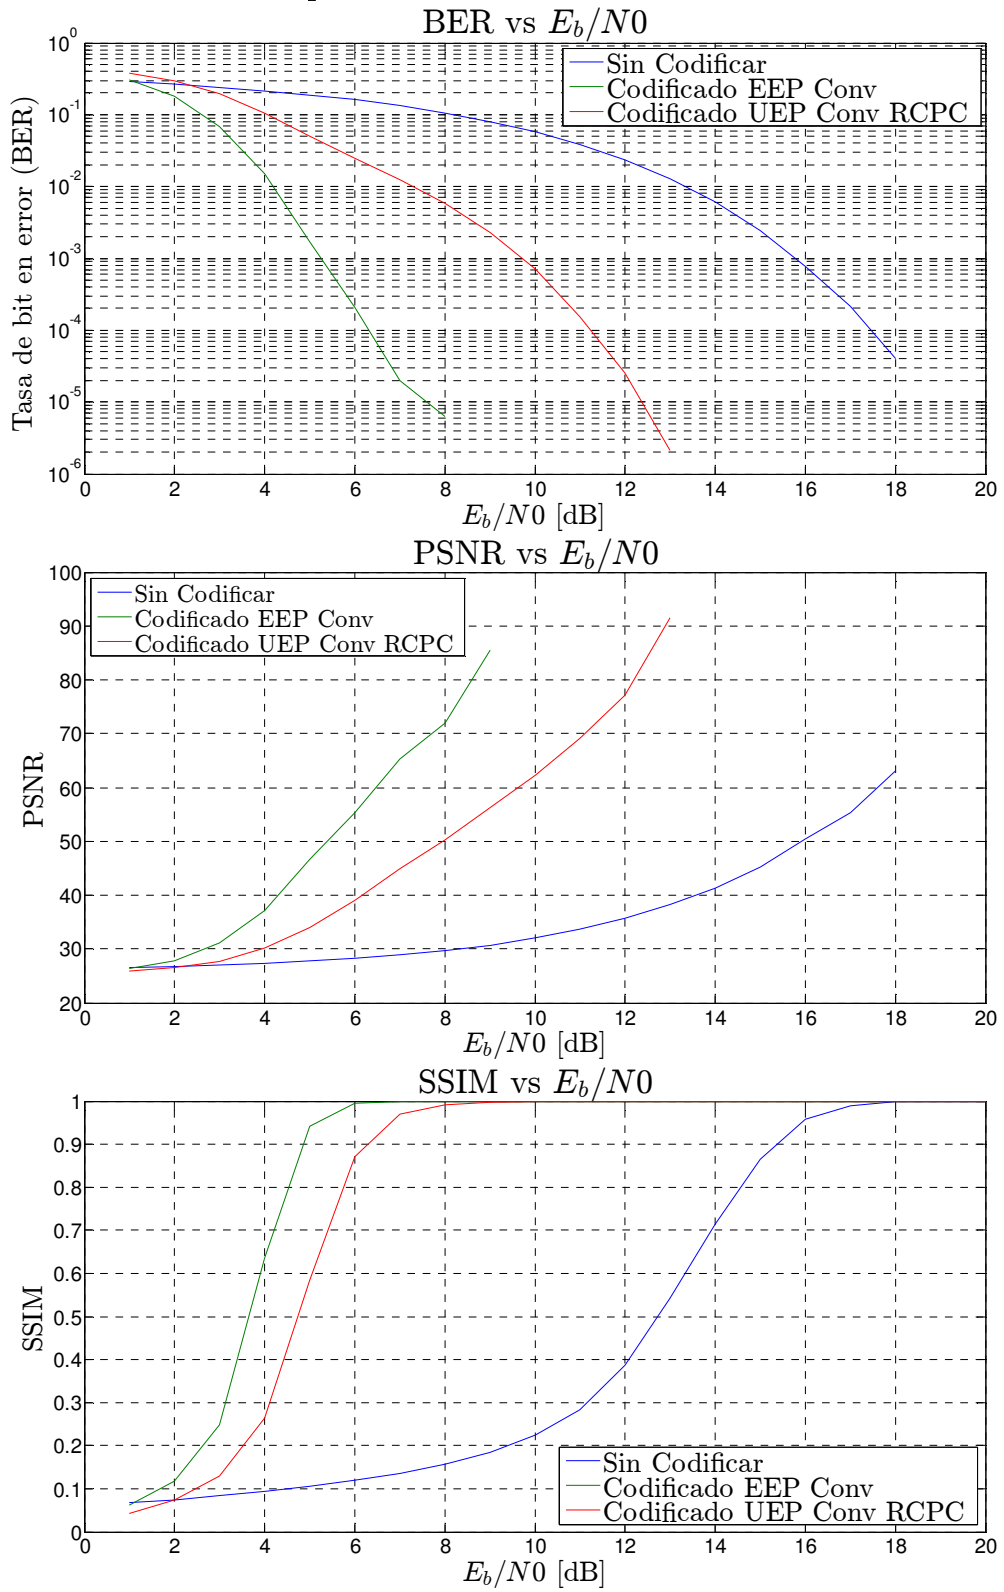 BER vs E_b/N0
10^0
10^-1
10^-2
10^-3
10^-4
10^-5
10^-6
Tasa de bit en error (BER)
Sin Codificar
Codificado EEP Conv
Codificado UEP Conv RCPC
0 2 4 6 8 10 12 14 16 18 20
E_b/N0 [dB]
PSNR vs E_b/N0
100
90
80
70
60
50
40
30
20
PSNR
Sin Codificar
Codificado EEP Conv
Codificado UEP Conv RCPC
0 2 4 6 8 10 12 14 16 18 20
E_b/N0 [dB]
SSIM vs E_b/N0
1
0.9
0.8
0.7
0.6
0.5
0.4
0.3
0.2
0.1
0
SSIM
Sin Codificar
Codificado EEP Conv
Codificado UEP Conv RCPC
0 2 4 6 8 10 12 14 16 18 20
E_b/N0 [dB]